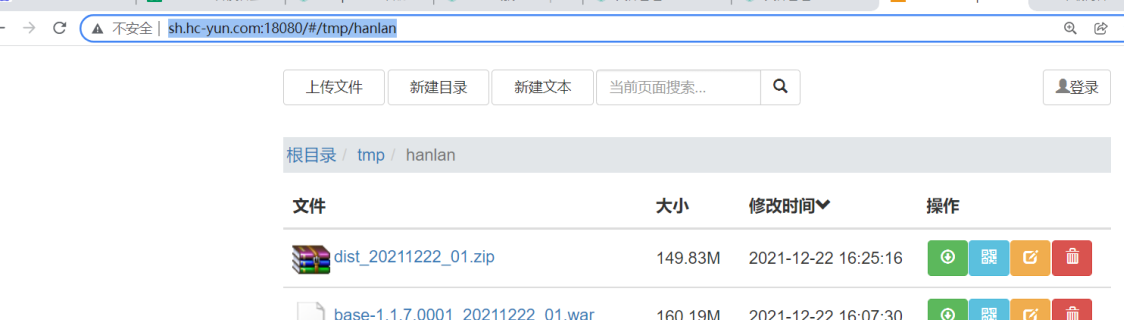 不安全 | sh.hc-yun.com:18080/#/tmp/hanlan
上传文件 新建目录 新建文本 当前页面搜索... 登录
根目录 / tmp / hanlan
文件 大小 修改时间 操作
dist_20211222_01.zip 149.83M 2021-12-22 16:25:16
base-1.1.7.0001_20211222_01.war 160.19M 2021-12-22 16:07:30